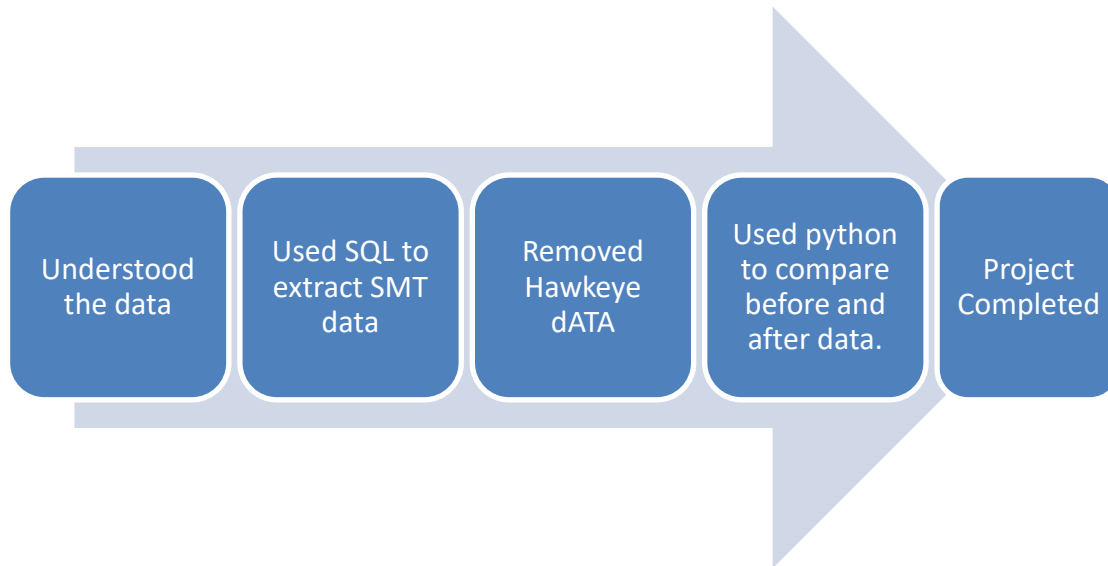 Understood
the data
Used SQL to
extract SMT
data
Removed
Hawkeye
dATA
Used python
to compare
before and
after data.
Project
Completed